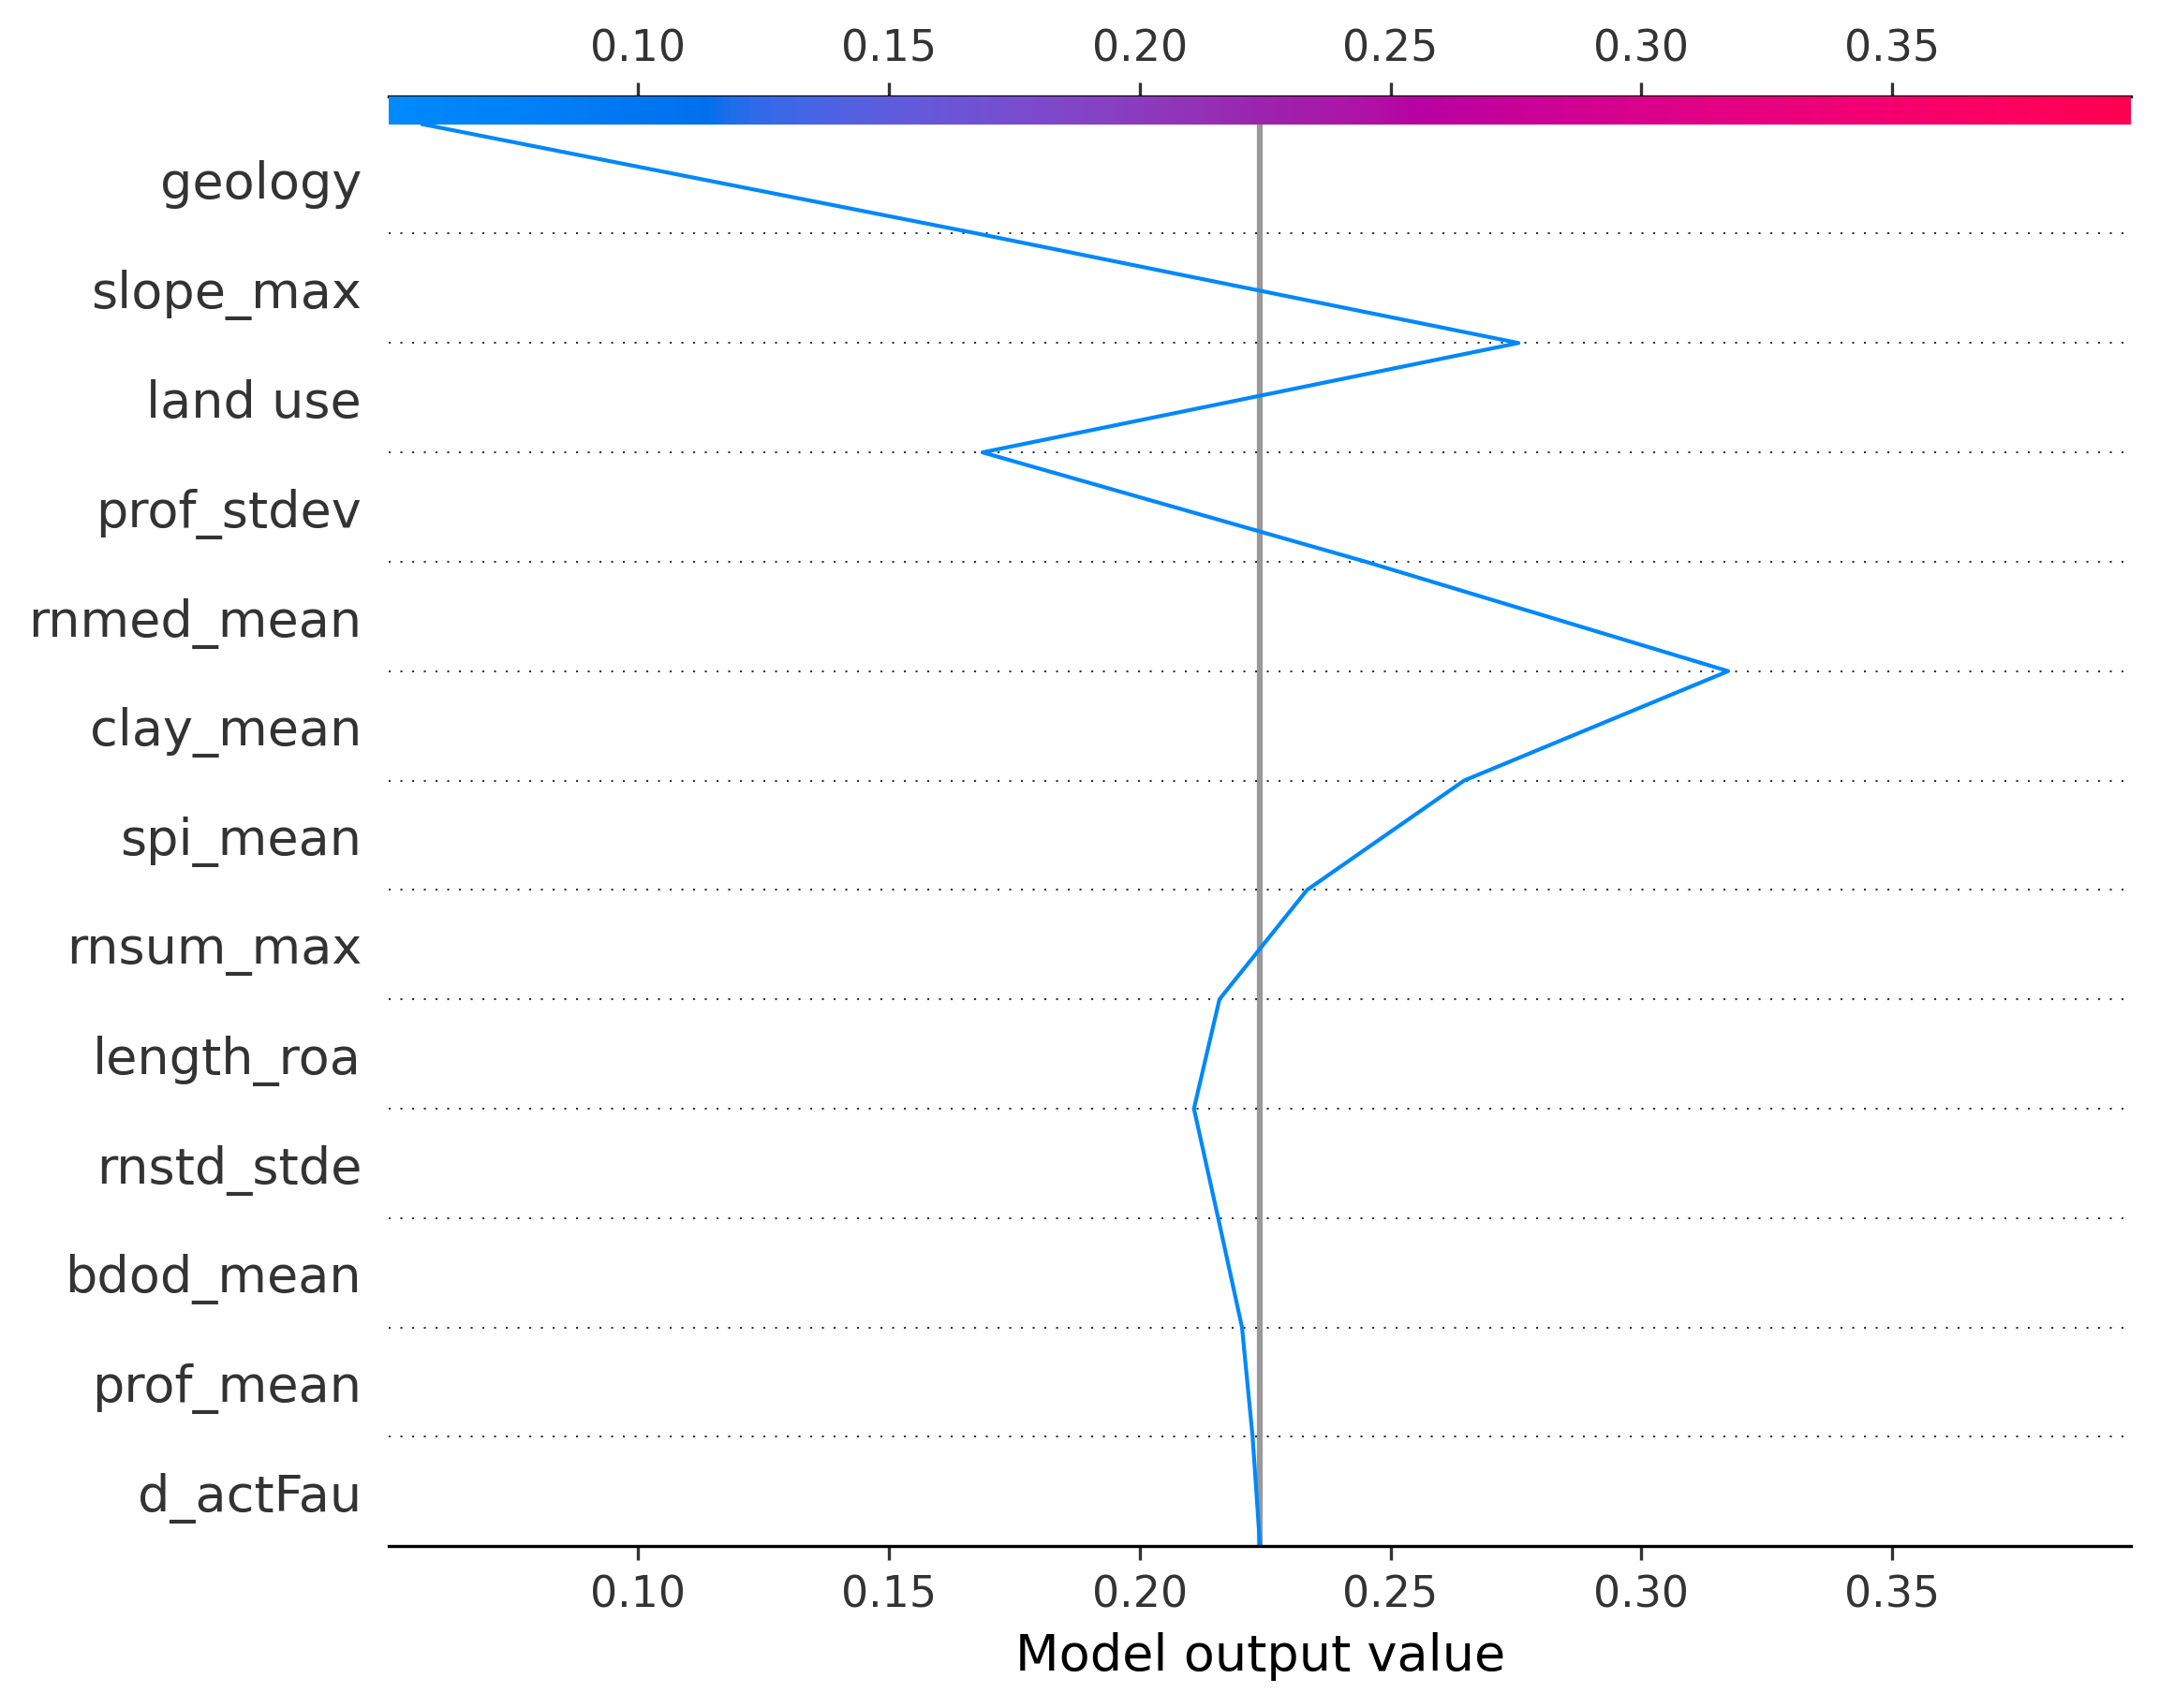 0.10 0.15 0.20 0.25 0.30 0.35
geology
slope_max
land use
prof_stdev
rnmed_mean
clay_mean
spi_mean
rnsum_max
length_roa
rnstd_stde
bdod_mean
prof_mean
d_actFau
0.10 0.15 0.20 0.25 0.30 0.35
Model output value